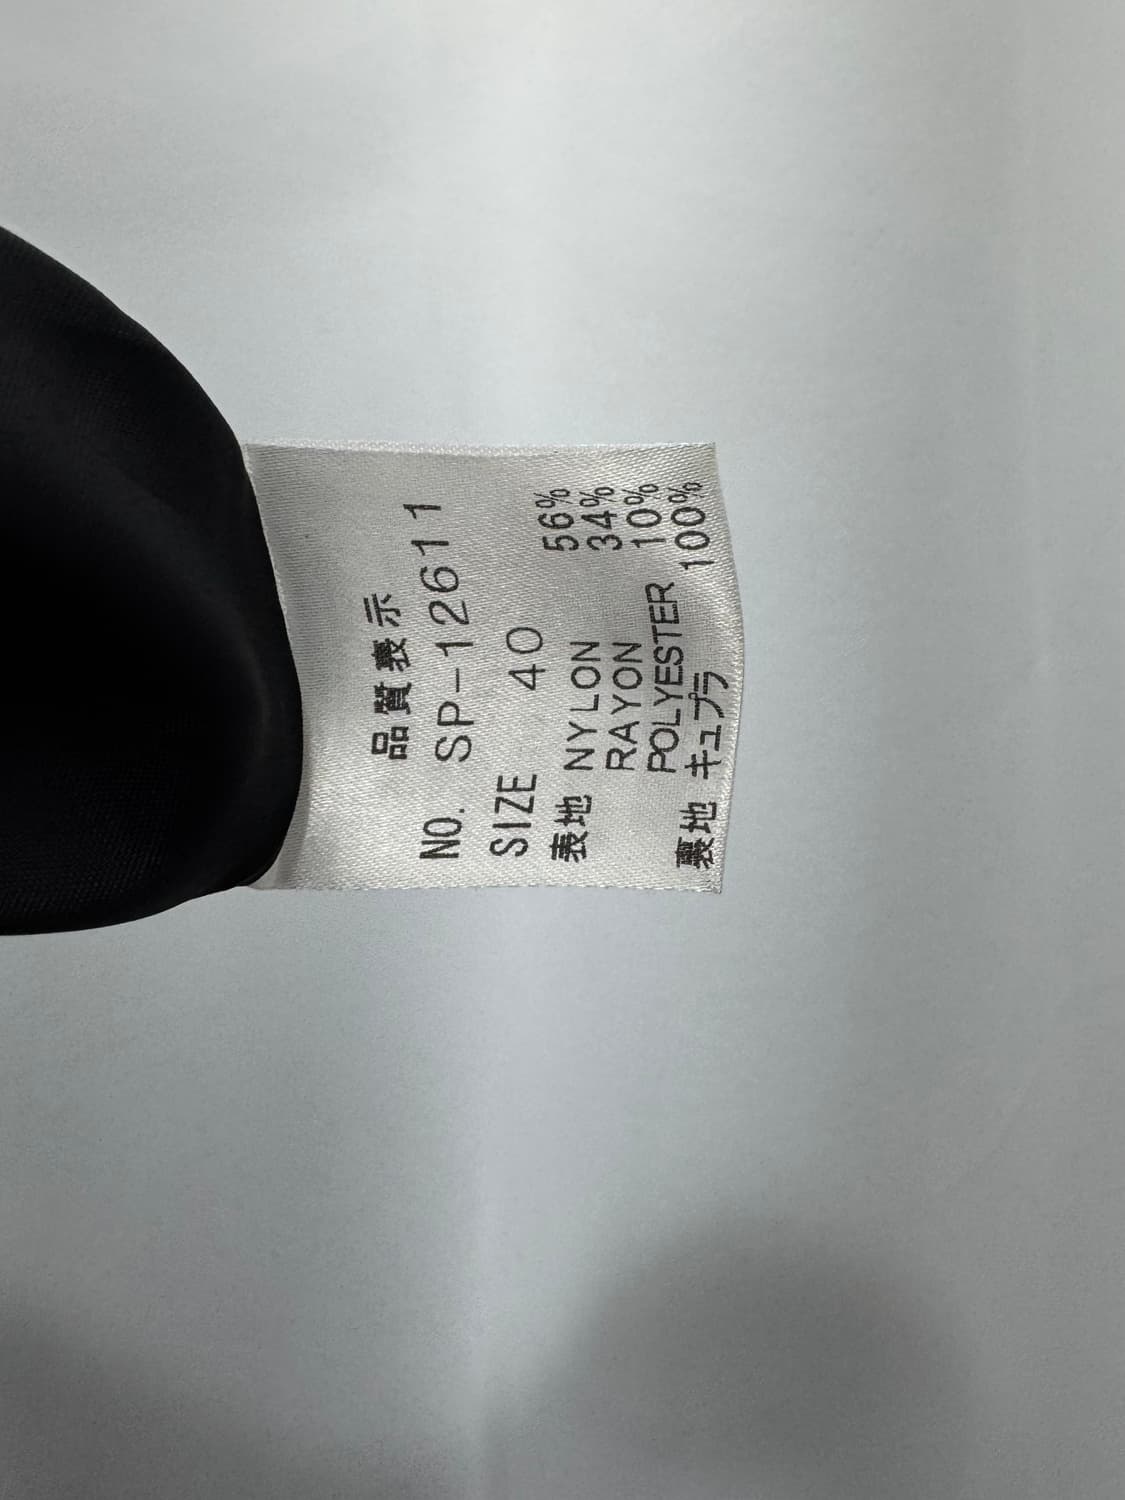 品質表示
NO. SP-12611
SIZE 40
表地 NYLON 56%
RAYON 34%
POLYESTER 10%
裏地 キュプラ 100%